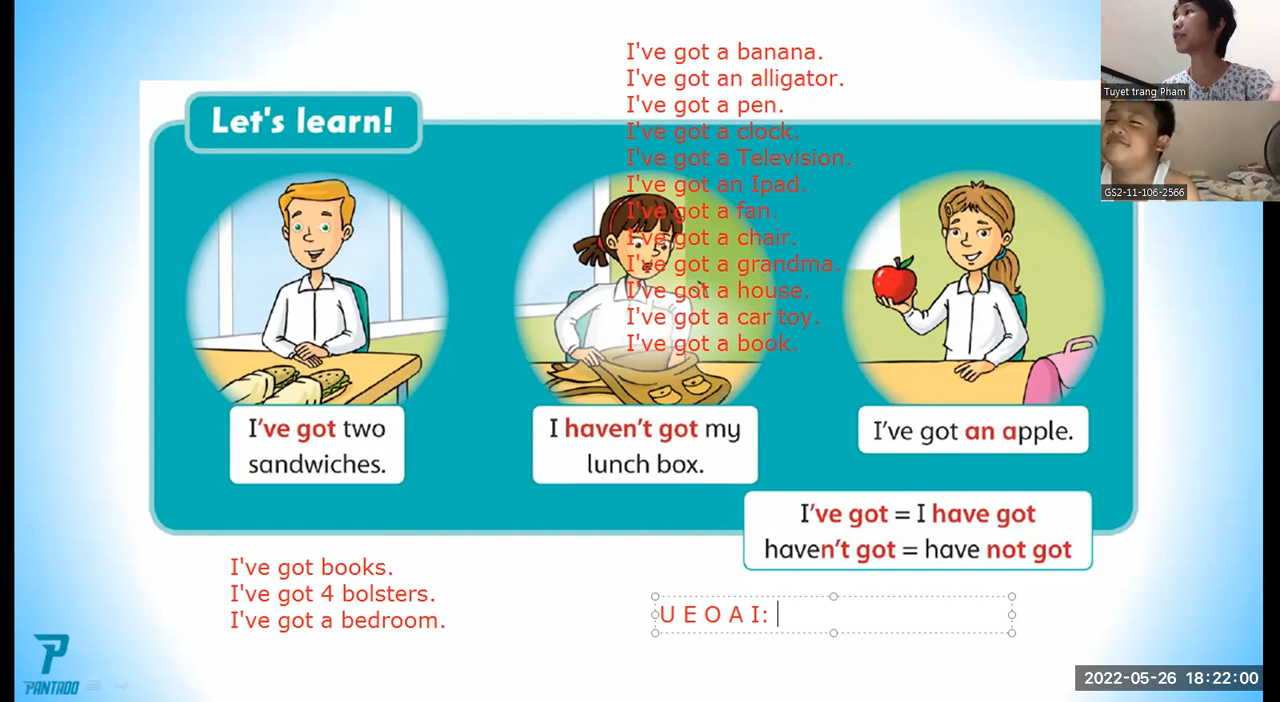 I've got a banana.
I've got an alligator.
I've got a pen.
I've got a clock.
I've got a Television.
I've got an Ipad.
I've got a fan.
I've got a chair.
I've got a grandma.
I've got a house.
I've got a car toy.
I've got a book.
Tuyet trang Pham
GS2-11-106-2566
Let's learn!
I've got two
sandwiches.
I haven't got my
lunch box.
I've got an apple.
I've got = I have got
haven't got = have not got
I've got books.
I've got 4 bolsters.
I've got a bedroom.
U E O A I:
PANTADO
2022-05-26 18:22:00